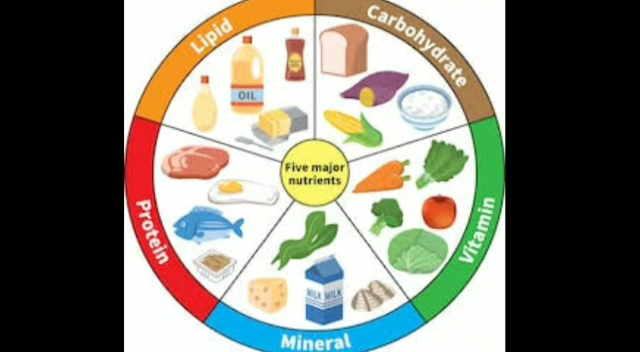 Lipid
Carbohydrate
OIL
Five major
nutrients
Protein
Vitamin
MILK MILK
Mineral